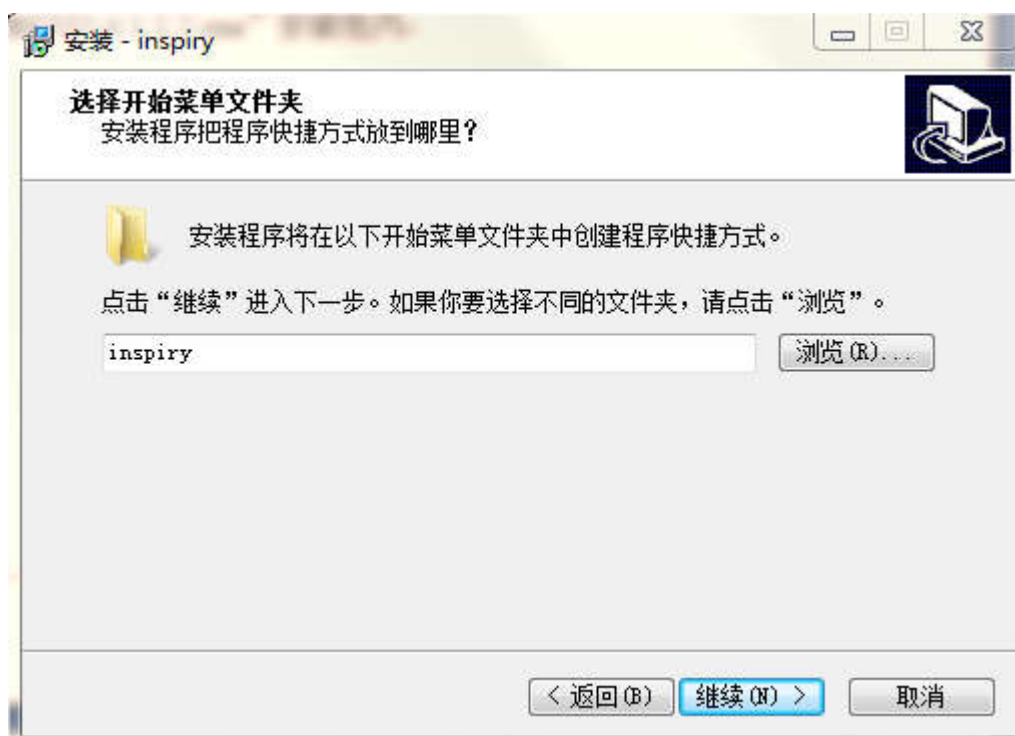 安装 - inspiry
选择开始菜单文件夹
安装程序把程序快捷方式放到哪里?
安装程序将在以下开始菜单文件夹中创建程序快捷方式。
点击“继续”进入下一步。如果你要选择不同的文件夹，请点击“浏览”。
inspiry
浏览(R)...
< 返回(B)
继续(N) >
取消